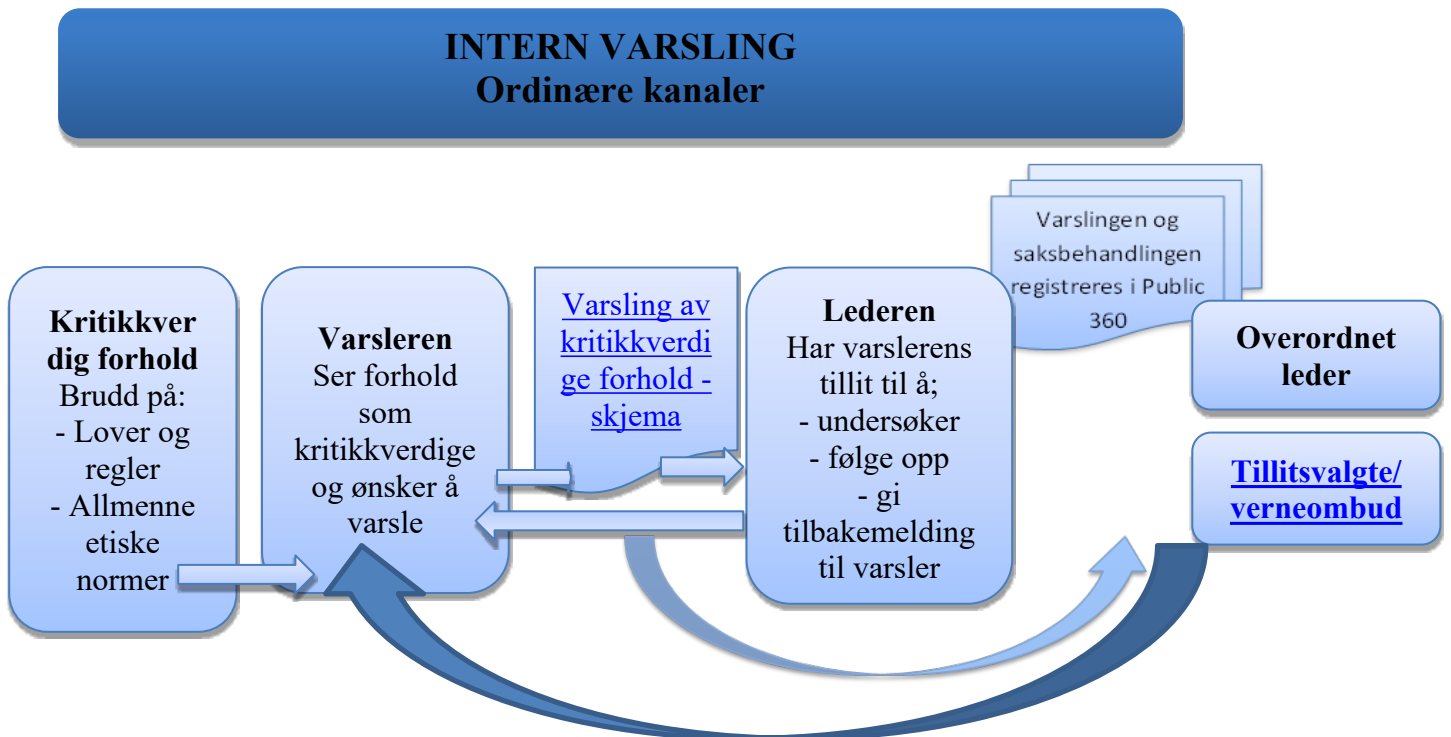 INTERN VARSLING
Ordinære kanaler
Kritikkver
dig forhold
Brudd på:
- Lover og
regler
- Allmenne
etiske
normer
Varsleren
Ser forhold
som
kritikkverdige
og ønsker å
varsle
Varsling av
kritikkverdi
ge forhold -
skjema
Lederen
Har varslerens
tillit til å;
- undersøker
- følge opp
- gi
tilbakemelding
til varsler
Varslingen og
saksbehandlingen
registreres i Public
360
Overordnet
leder
Tillitsvalgte/
verneombud